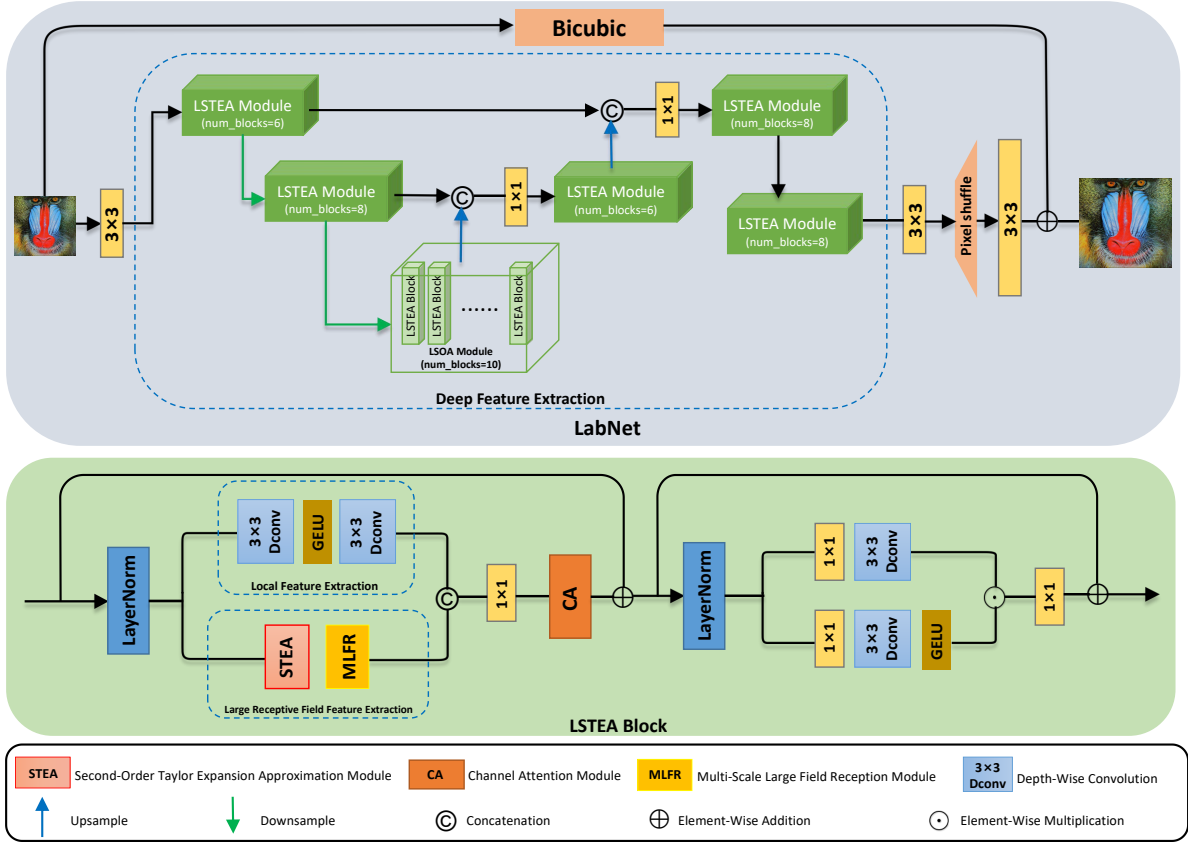 Bicubic
LSTEA Module
(num_blocks=6)
©
1×1
LSTEA Module
(num_blocks=8)
3×3
LSTEA Module
(num_blocks=8)
©
1×1
LSTEA Module
(num_blocks=6)
LSTEA Module
(num_blocks=8)
3×3
Pixel shuffle
3×3
LSTEA Block
LSTEA Block
......
LSTEA Block
LSOA Module
(num_blocks=10)
Deep Feature Extraction
LabNet
LayerNorm
3×3
Dconv
GELU
3×3
Dconv
Local Feature Extraction
STEA
MLFR
Large Receptive Field Feature Extraction
©
1×1
CA
LayerNorm
1×1
3×3
Dconv
1×1
3×3
Dconv
GELU
1×1
LSTEA Block
STEA Second-Order Taylor Expansion Approximation Module
CA Channel Attention Module
MLFR Multi-Scale Large Field Reception Module
3×3
Dconv
Depth-Wise Convolution
Upsample
Downsample
© Concatenation
Element-Wise Addition
Element-Wise Multiplication